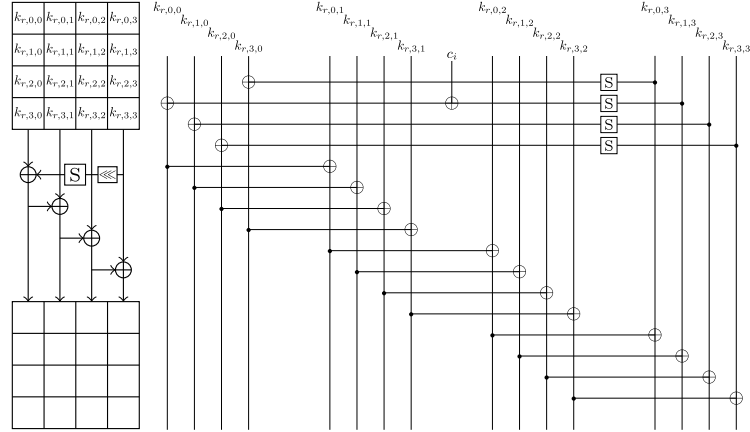 k_{r,0,0} k_{r,0,1} k_{r,0,2} k_{r,0,3}
k_{r,1,0} k_{r,1,1} k_{r,1,2} k_{r,1,3}
k_{r,2,0} k_{r,2,1} k_{r,2,2} k_{r,2,3}
k_{r,3,0} k_{r,3,1} k_{r,3,2} k_{r,3,3}
S <<<
k_{r,0,0} k_{r,0,1} k_{r,0,2} k_{r,0,3}
k_{r,1,0} k_{r,1,1} k_{r,1,2} k_{r,1,3}
k_{r,2,0} k_{r,2,1} k_{r,2,2} k_{r,2,3}
k_{r,3,0} k_{r,3,1} k_{r,3,2} k_{r,3,3}
c_i
S
S
S
S